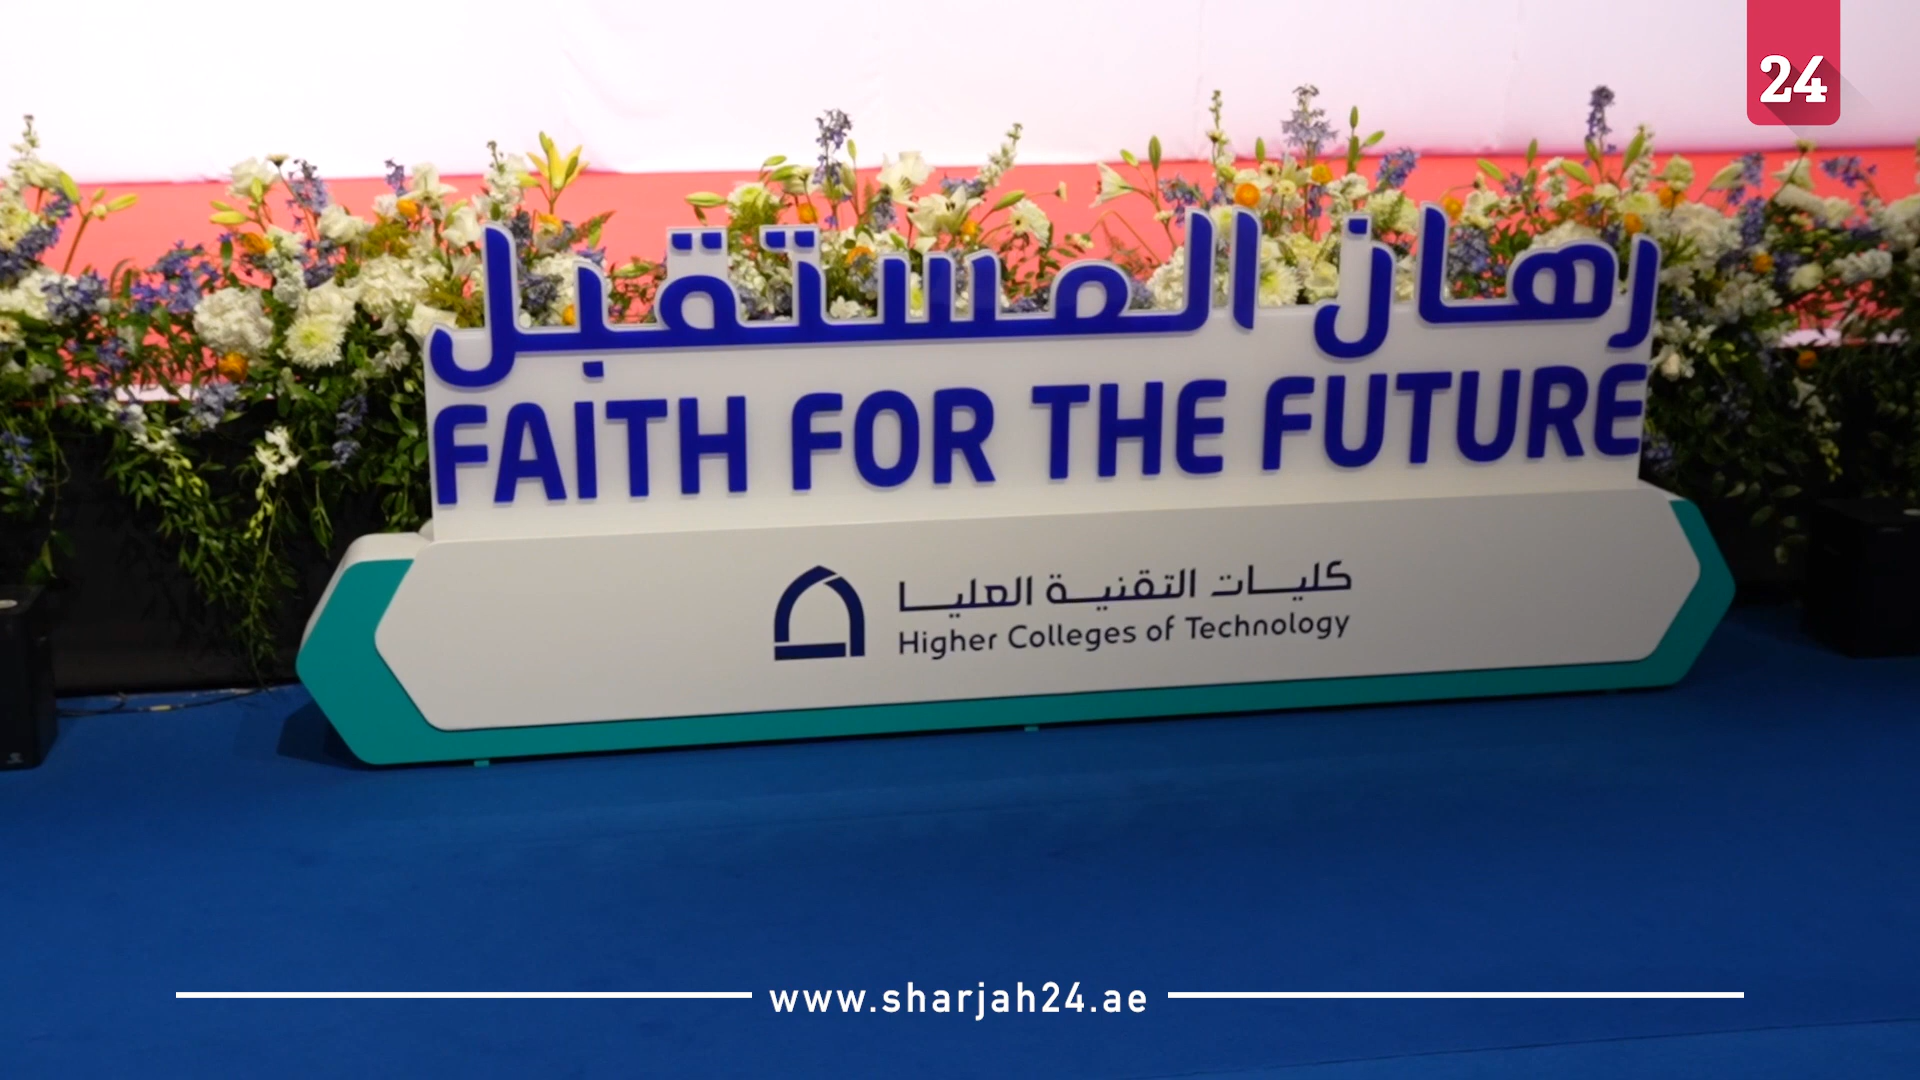 24
رهان المستقبل
FAITH FOR THE FUTURE
كليات التقنية العليا
Higher Colleges of Technology
www.sharjah24.ae